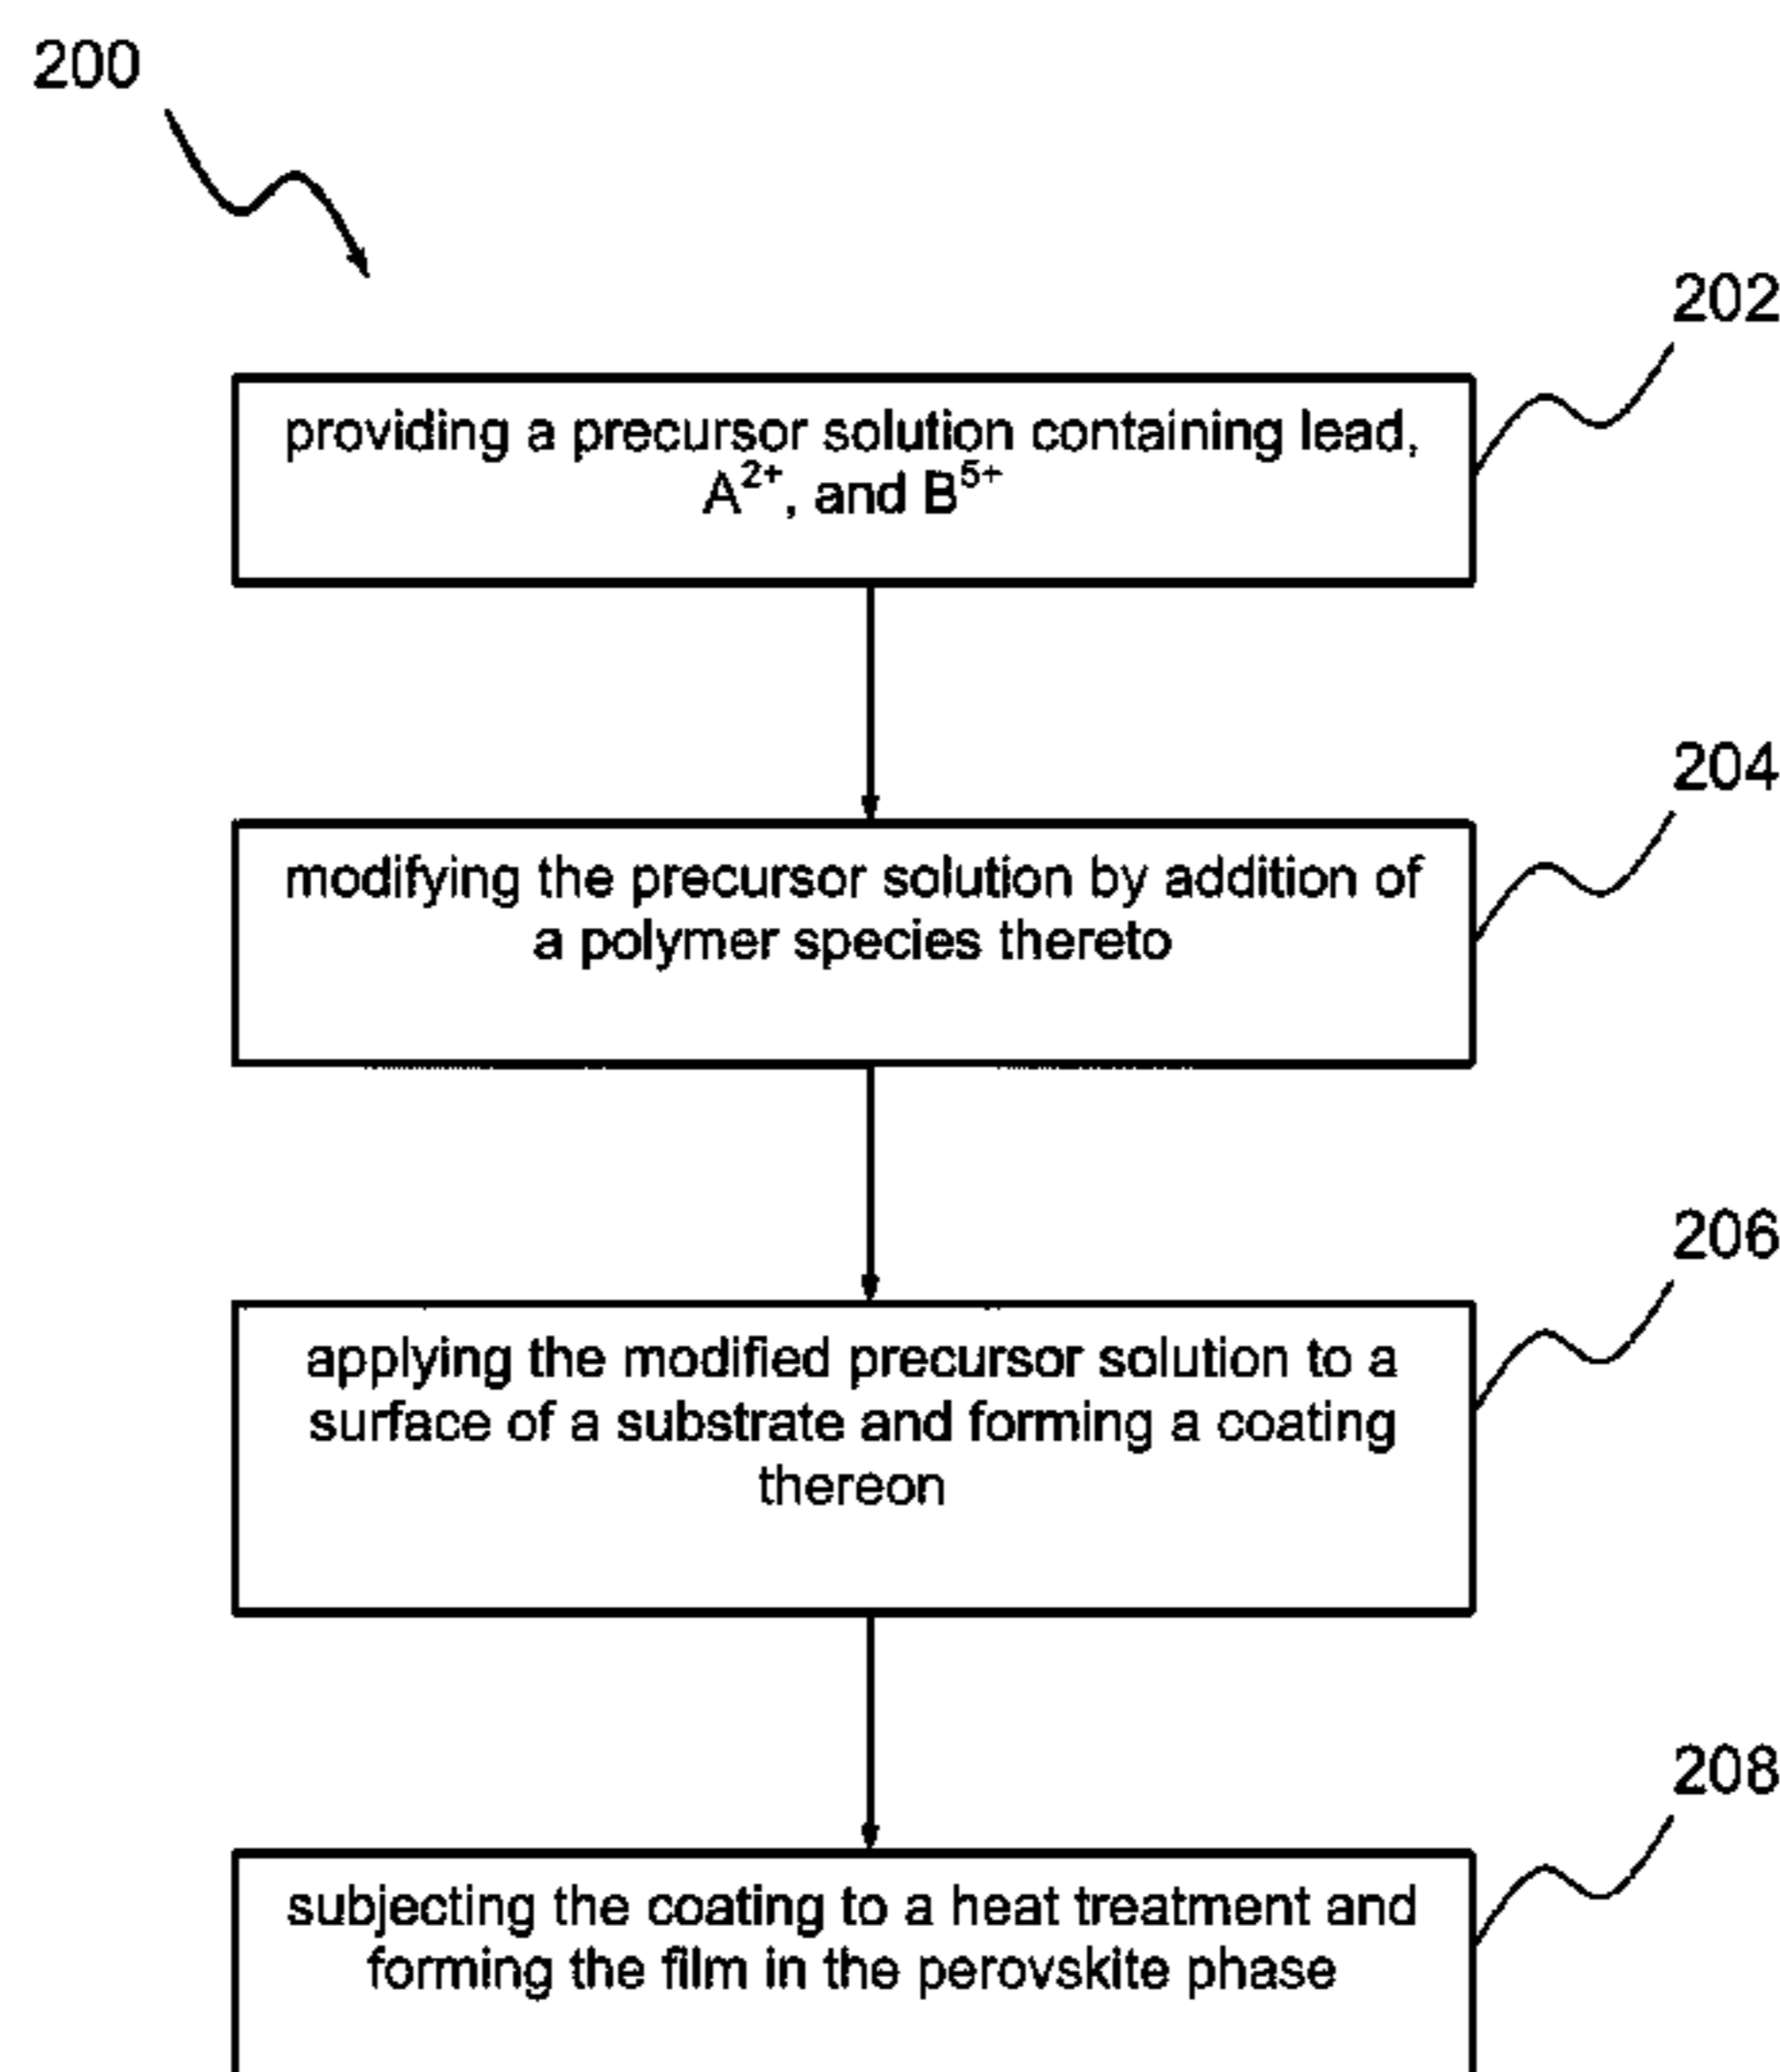 200
202
providing a precursor solution containing lead,
A²⁺, and B⁵⁺
204
modifying the precursor solution by addition of
a polymer species thereto
206
applying the modified precursor solution to a
surface of a substrate and forming a coating
thereon
208
subjecting the coating to a heat treatment and
forming the film in the perovskite phase